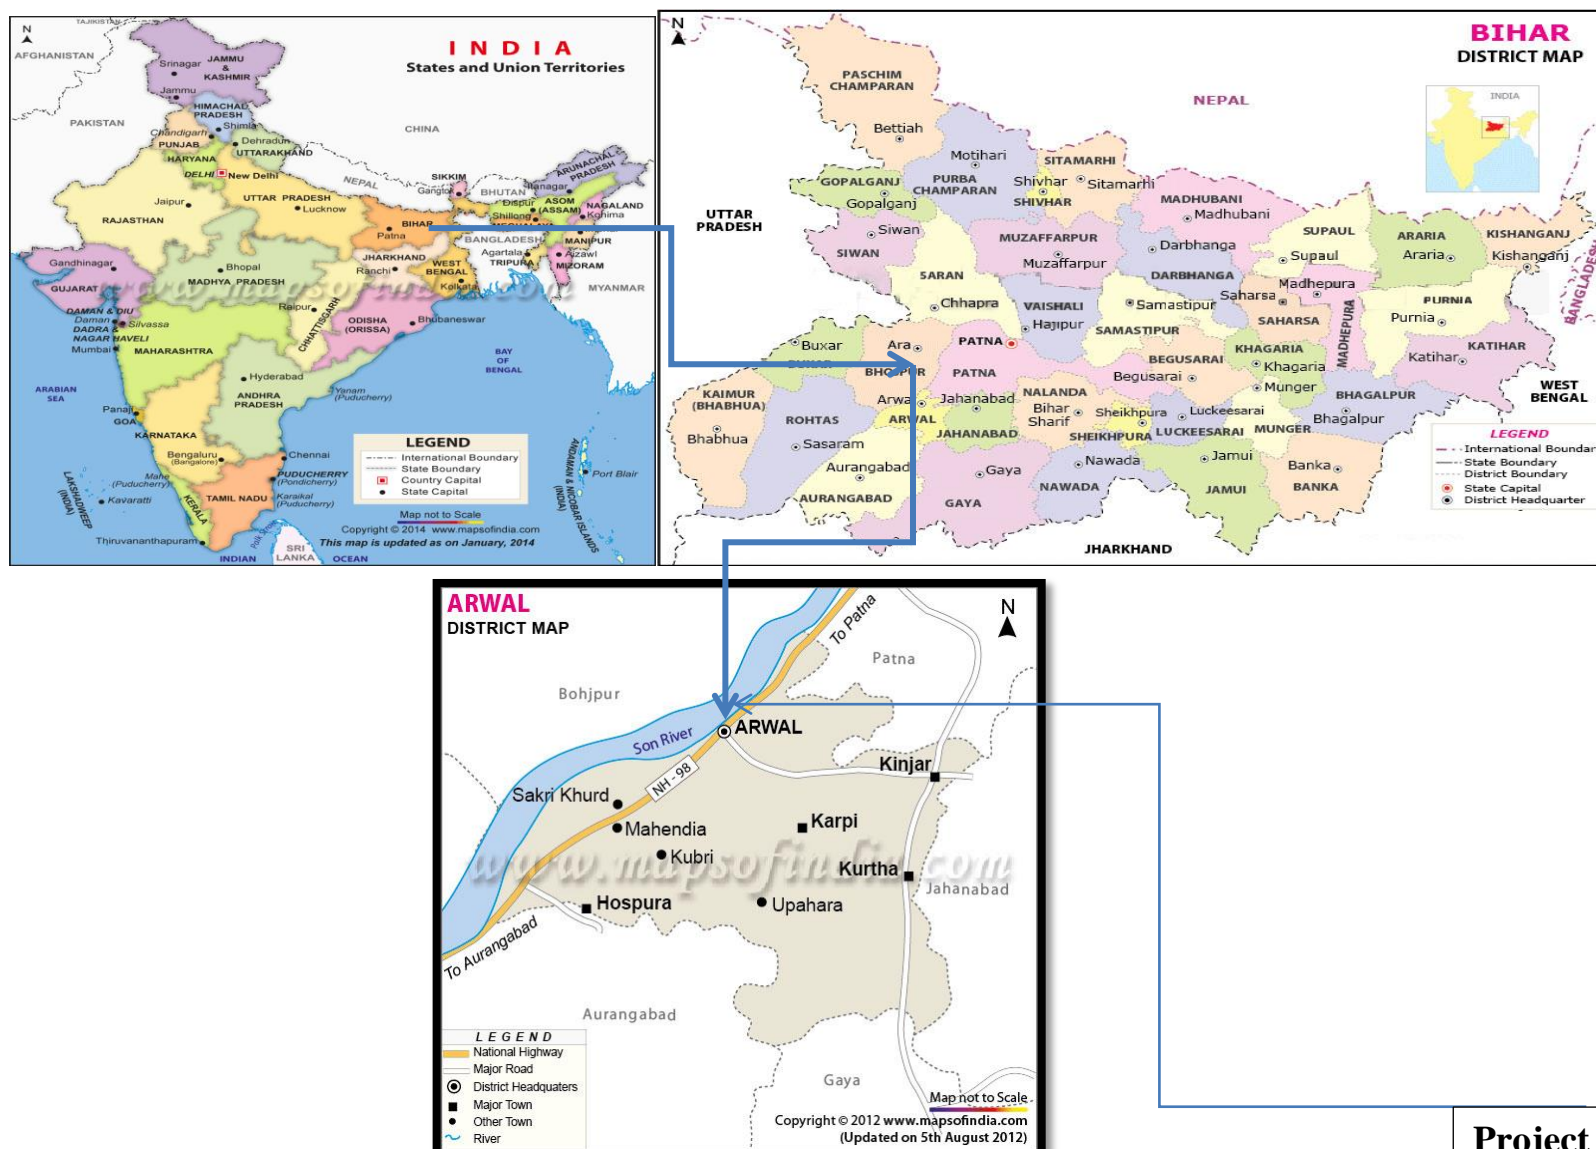 N
INDIA
States and Union Territories
TAJIKISTAN
AFGHANISTAN
JAMMU
&
KASHMIR
Srinagar
Jammu
HIMACHAL
PRADESH
Shimla
PAKISTAN
CHINA
Chandigarh
PUNJAB
Dehradun
UTTARAKHAND
HARYANA
DELHI
New Delhi
NEPAL
SIKKIM
Gangtok
BHUTAN
ARUNACHAL
PRADESH
Itanagar
UTTAR PRADESH
Lucknow
Jaipur
RAJASTHAN
BIHAR
Patna
Dispur
ASOM
(ASSAM)
NAGALAND
Kohima
Shillong
MEGHALAYA
MANIPUR
BANGLADESH
Agartala
TRIPURA
Aizawl
MIZORAM
MYANMAR
Gandhinagar
GUJARAT
Bhopal
MADHYA PRADESH
JHARKHAND
Ranchi
WEST
BENGAL
Kolkata
www.mapsofindia.com
Raipur
CHHATTISGARH
ODISHA
(ORISSA)
Bhubaneswar
DAMAN & DIU
Daman
Silvassa
DADRA &
NAGAR HAVELI
Mumbai
MAHARASHTRA
BAY
OF
BENGAL
ARABIAN
SEA
Hyderabad
ANDHRA
PRADESH
Yanam
(Puducherry)
Panaji
GOA
KARNATAKA
Bengaluru
(Bangalore)
Chennai
PUDUCHERRY
(Pondicherry)
Mahe
(Puducherry)
Karaikal
(Puducherry)
TAMIL NADU
KERALA
LAKSHADWEEP
(INDIA)
Kavaratti
Thiruvananthapuram
Palk
SRI
LANKA
INDIAN
OCEAN
ANDAMAN & NICOBAR ISLANDS
(INDIA)
Port Blair
LEGEND
International Boundary
State Boundary
Country Capital
State Capital
Map not to Scale
Copyright © 2014 www.mapsofindia.com
This map is updated as on January, 2014
N
BIHAR
DISTRICT MAP
INDIA
NEPAL
PASCHIM
CHAMPARAN
Bettiah
Motihari
PURBA
CHAMPARAN
SITAMARHI
Sitamarhi
Shivhar
SHIVHAR
GOPALGANJ
Gopalganj
MADHUBANI
Madhubani
UTTAR
PRADESH
Siwan
SIWAN
MUZAFFARPUR
Muzaffarpur
Darbhanga
DARBHANGA
SUPAUL
Supaul
ARARIA
Araria
KISHANGANJ
Kishanganj
BANGLADESH
SARAN
Chhapra
VAISHALI
Hajipur
Samastipur
SAMASTIPUR
Saharsa
SAHARSA
Madhepura
MADHEPURA
PURNIA
Purnia
Buxar
BUXAR
Ara
BHOJPUR
PATNA
PATNA
BEGUSARAI
Begusarai
KHAGARIA
Khagaria
KATIHAR
Katihar
KAIMUR
(BHABHUA)
Bhabhua
ROHTAS
Sasaram
Arwal
ARWAL
Jahanabad
JAHANABAD
NALANDA
Bihar
Sharif
Sheikhpura
SHEIKHPURA
Luckeesarai
LUCKEESARAI
Munger
MUNGER
BHAGALPUR
Bhagalpur
WEST
BENGAL
Aurangabad
AURANGABAD
Gaya
GAYA
Nawada
NAWADA
Jamui
JAMUI
Banka
BANKA
JHARKHAND
LEGEND
International Boundar
State Boundary
District Boundary
State Capital
District Headquarter
ARWAL
DISTRICT MAP
N
To Patna
Patna
Bohjpur
Son River
ARWAL
NH - 98
Kinjar
Sakri Khurd
Mahendia
Karpi
Kubri
www.mapsofindia.com
Kurtha
Jahanabad
Hospura
Upahara
To Aurangabad
Aurangabad
Gaya
LEGEND
National Highway
Major Road
District Headquaters
Major Town
Other Town
River
Map not to Scale
Copyright © 2012 www.mapsofindia.com
(Updated on 5th August 2012)
Project